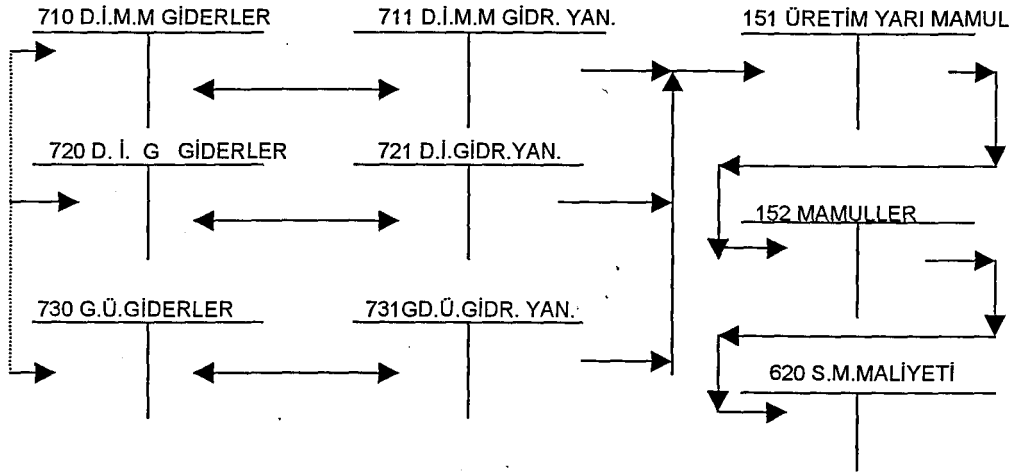 710 D.İ.M.M GİDERLER
711 D.İ.M.M GİDR. YAN.
151 ÜRETİM YARI MAMUL
720 D. İ. G GİDERLER
721 D.İ.GİDR.YAN.
152 MAMULLER
730 G.Ü.GİDERLER
731GD.Ü.GİDR. YAN.
620 S.M.MALİYETİ